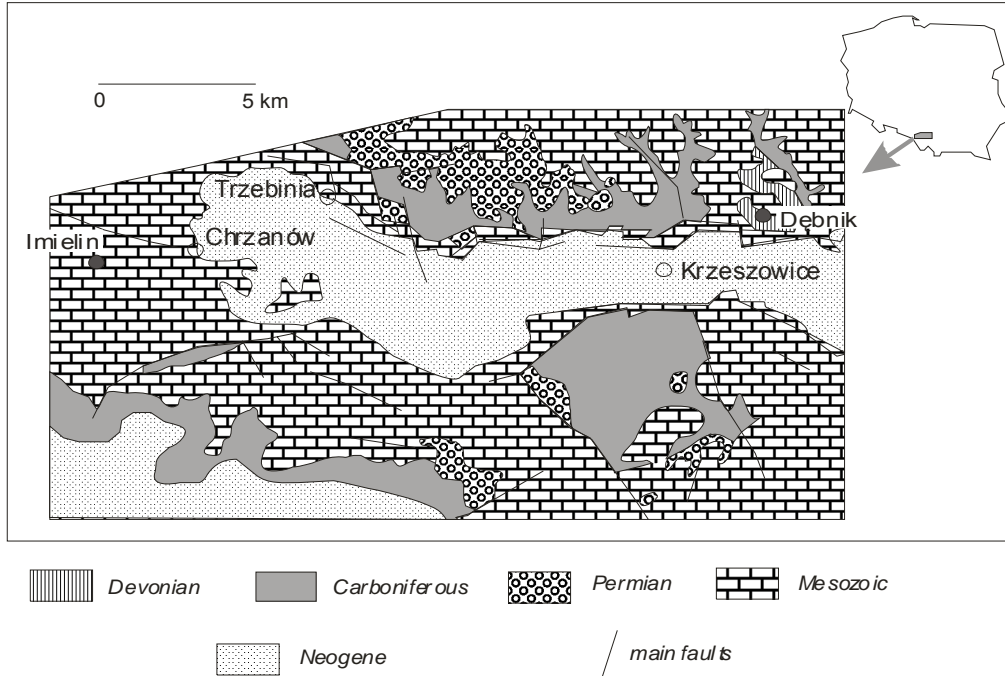 0 5 km
Trzebinia
Imielin
Chrzanów
Dębnik
Krzeszowice
Devonian
Carboniferous
Permian
Mesozoic
Neogene
main faults